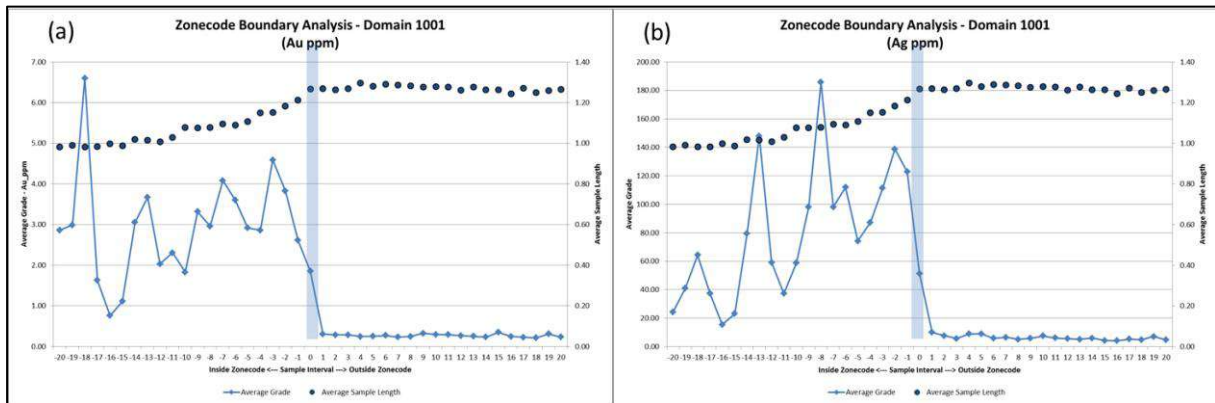 (a)
Zonecode Boundary Analysis - Domain 1001
(Au ppm)
7.00
6.00
5.00
4.00
3.00
2.00
1.00
0.00
Average Grade - Au_ppm
1.40
1.20
1.00
0.80
0.60
0.40
0.20
0.00
Average Sample Length
-20 -19 -18 -17 -16 -15 -14 -13 -12 -11 -10 -9 -8 -7 -6 -5 -4 -3 -2 -1 0 1 2 3 4 5 6 7 8 9 10 11 12 13 14 15 16 17 18 19 20
Inside Zonecode <--- Sample Interval ---> Outside Zonecode
Average Grade Average Sample Length
(b)
Zonecode Boundary Analysis - Domain 1001
(Ag ppm)
200.00
180.00
160.00
140.00
120.00
100.00
80.00
60.00
40.00
20.00
0.00
Average Grade
1.40
1.20
1.00
0.80
0.60
0.40
0.20
0.00
Average Sample Length
-20 -19 -18 -17 -16 -15 -14 -13 -12 -11 -10 -9 -8 -7 -6 -5 -4 -3 -2 -1 0 1 2 3 4 5 6 7 8 9 10 11 12 13 14 15 16 17 18 19 20
Inside Zonecode <--- Sample Interval ---> Outside Zonecode
Average Grade Average Sample Length